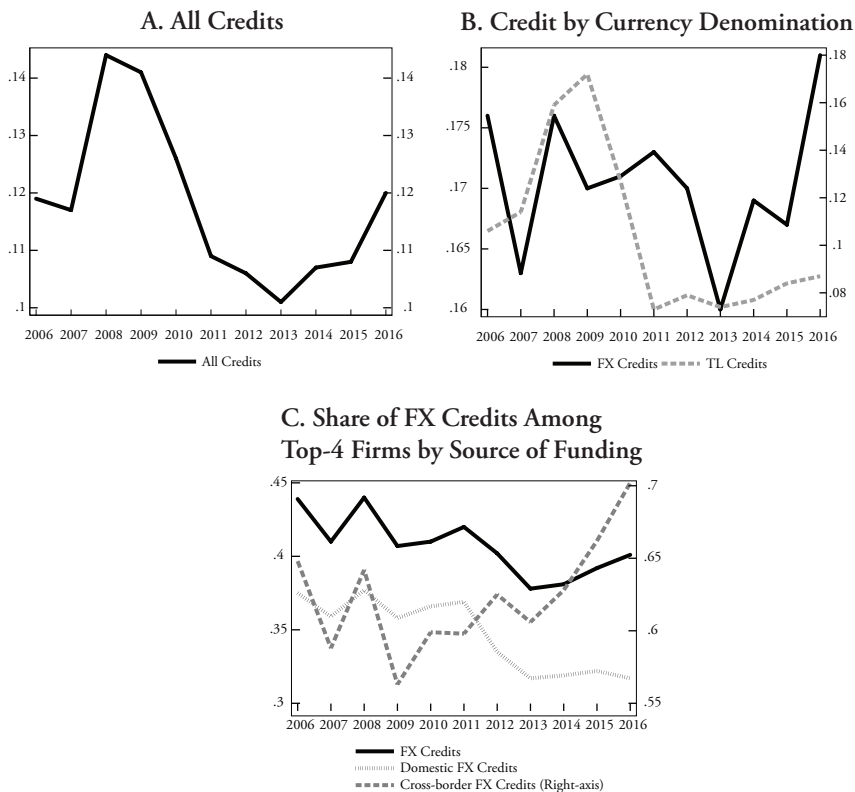 A. All Credits
.14
.13
.12
.11
.1
.14
.13
.12
.11
.1
2006 2007 2008 2009 2010 2011 2012 2013 2014 2015 2016
All Credits
B. Credit by Currency Denomination
.18
.175
.17
.165
.16
.18
.16
.14
.12
.1
.08
2006 2007 2008 2009 2010 2011 2012 2013 2014 2015 2016
FX Credits TL Credits
C. Share of FX Credits Among
Top-4 Firms by Source of Funding
.45
.4
.35
.3
.7
.65
.6
.55
2006 2007 2008 2009 2010 2011 2012 2013 2014 2015 2016
FX Credits
Domestic FX Credits
Cross-border FX Credits (Right-axis)